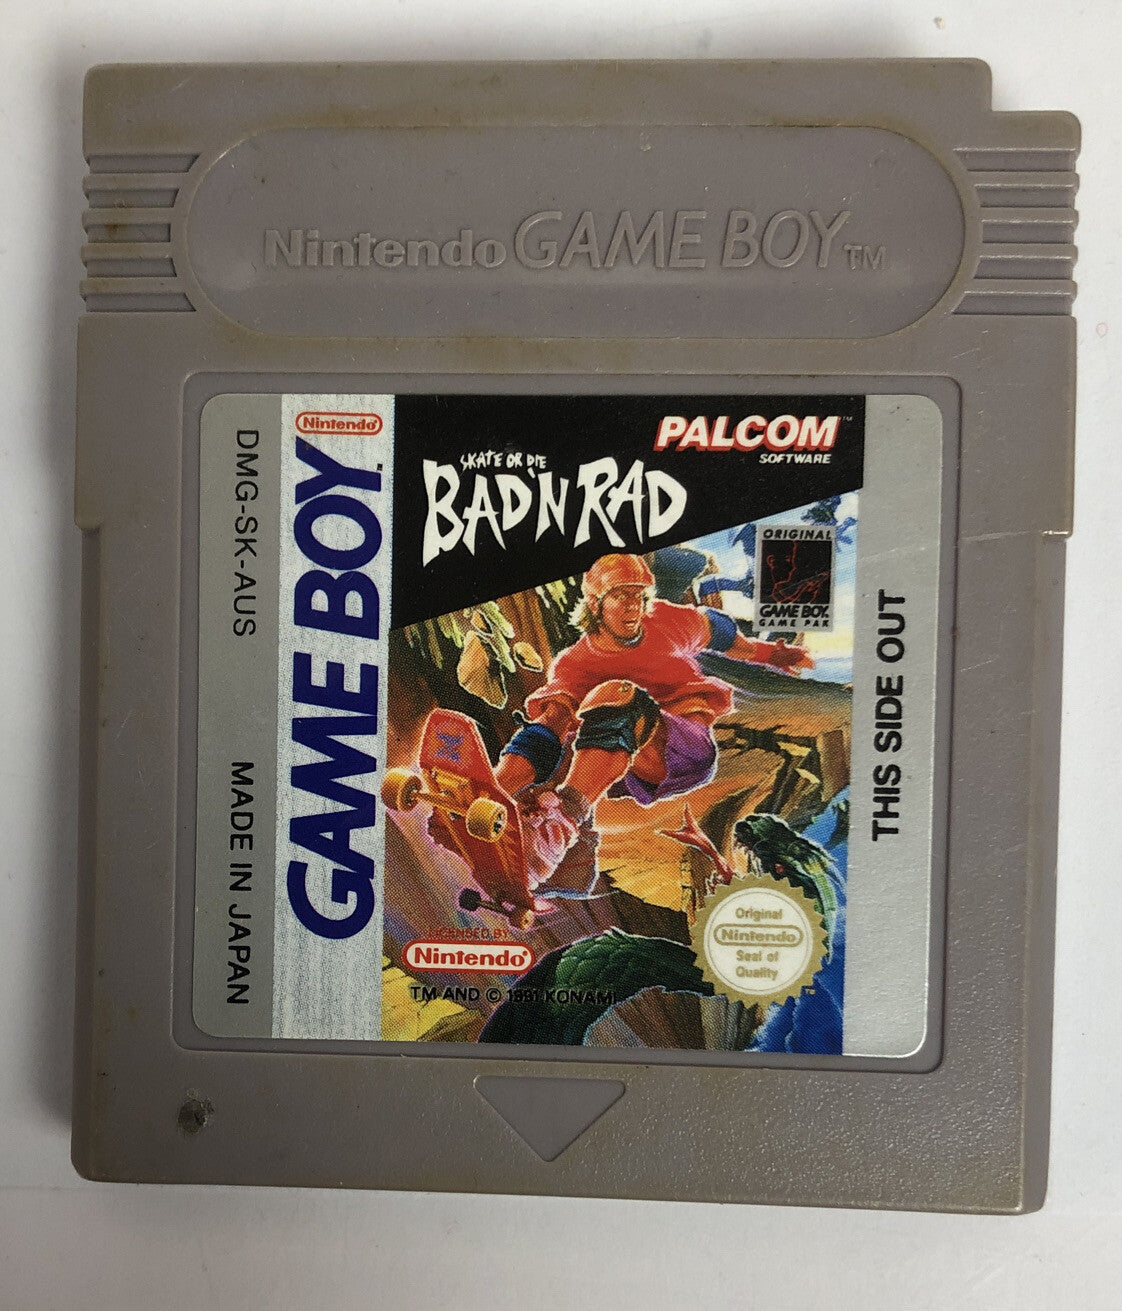 Nintendo GAME BOY TM
DMG-SK-AUS
MADE IN JAPAN
Nintendo
GAME BOY
TM
SKATE OR DIE
BAD'N RAD
PALCOM TM
SOFTWARE
ORIGINAL
GAME BOY
GAME PAK
THIS SIDE OUT
LICENSED BY
Nintendo®
TM AND © 1991 KONAMI
Original
Nintendo
Seal of
Quality